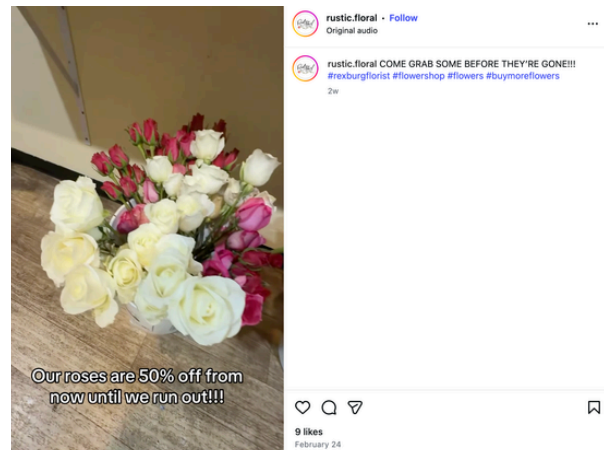 Our roses are 50% off from
now until we run out!!!
rustic.floral • Follow
Original audio
rustic.floral COME GRAB SOME BEFORE THEY'RE GONE!!!
#rexburgflorist #flowershop #flowers #buymoreflowers
2w
9 likes
February 24